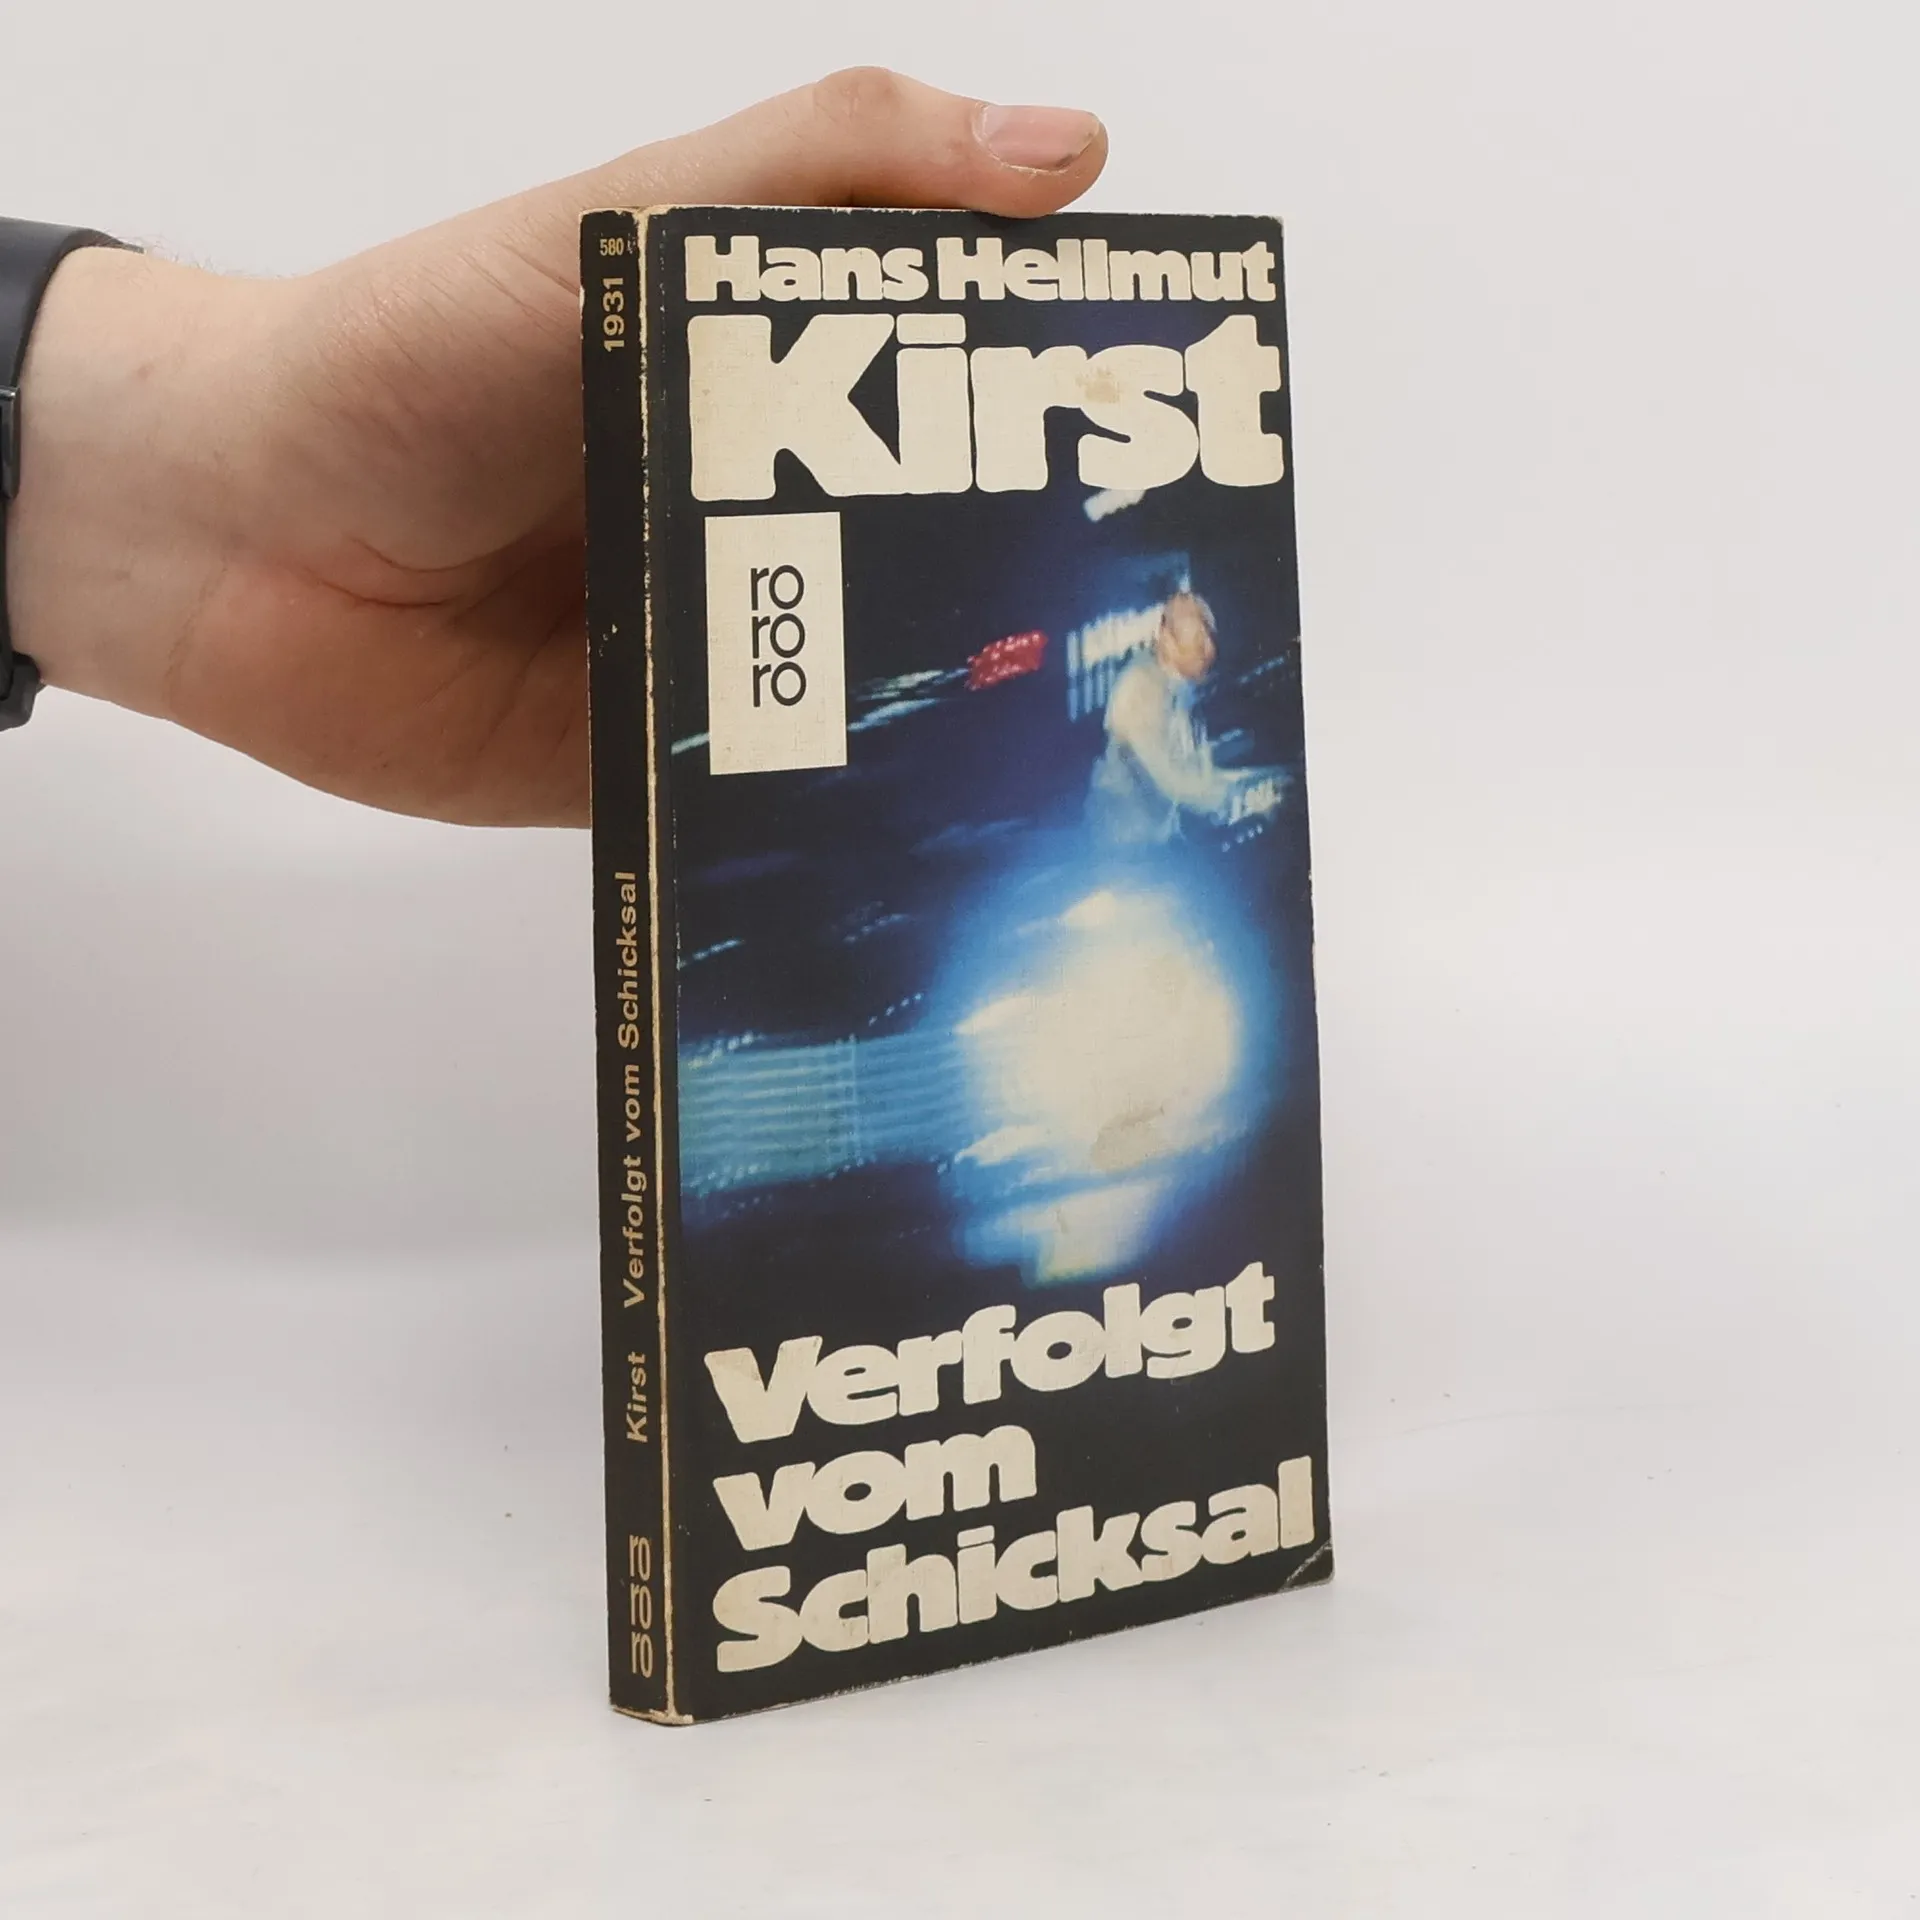 Hans Hellmut
Kirst
ro
ro
ro
Verfolgt
vom
Schicksal
580
1931
Kirst Verfolgt vom Schicksal
ro
ro
ro